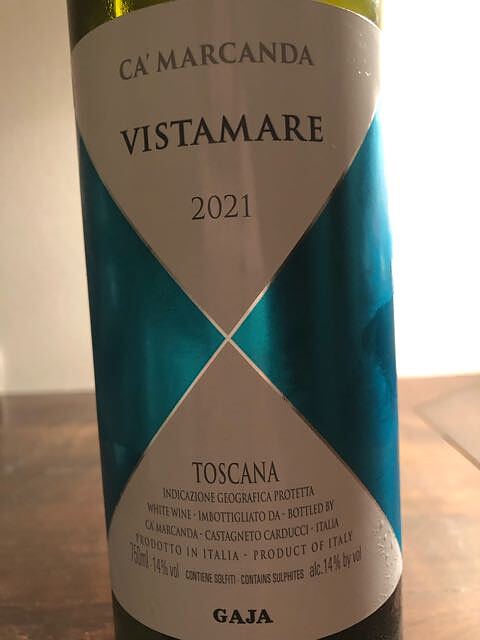 CA' MARCANDA
VISTAMARE
2021
TOSCANA
INDICAZIONE GEOGRAFICA PROTETTA
WHITE WINE - IMBOTTIGLIATO DA - BOTTLED BY
CA' MARCANDA - CASTAGNETO CARDUCCI - ITALIA
PRODOTTO IN ITALIA - PRODUCT OF ITALY
750ml - 14% vol CONTIENE SOLFITI - CONTAINS SULPHITES alc.14% by vol
GAJA